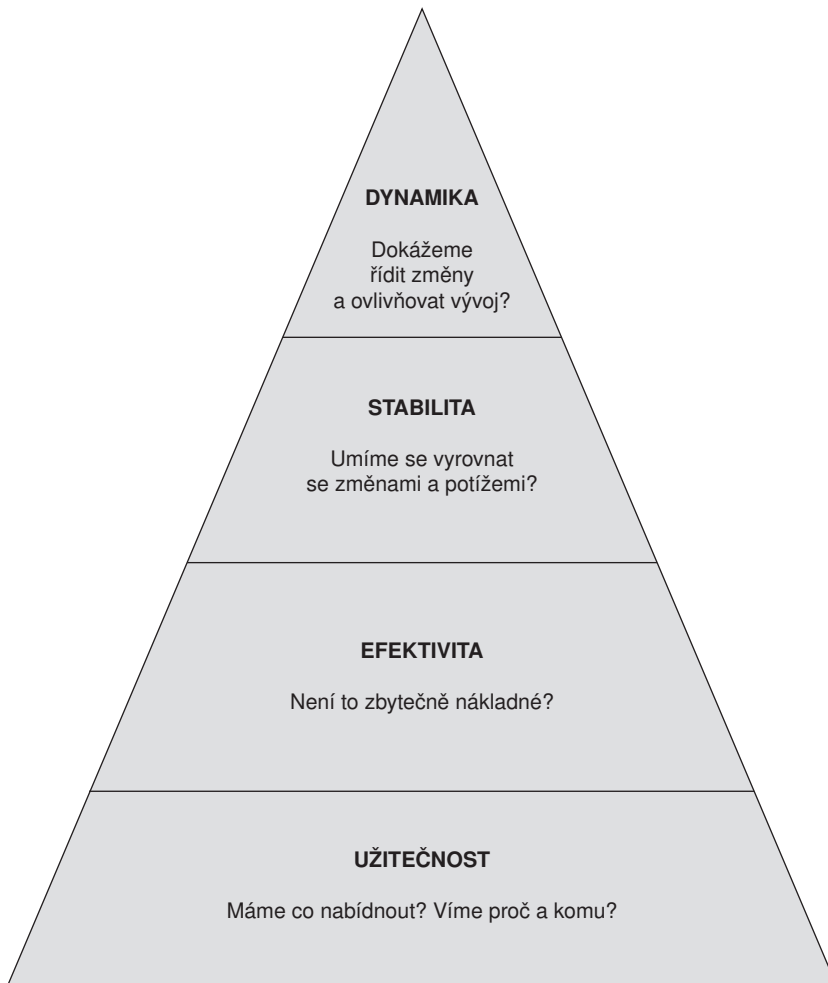 DYNAMIKA
Dokážeme
řídit změny
a ovlivňovat vývoj?
STABILITA
Umíme se vyrovnat
se změnami a potížemi?
EFEKTIVITA
Není to zbytečně nákladné?
UŽITEČNOST
Máme co nabídnout? Víme proč a komu?